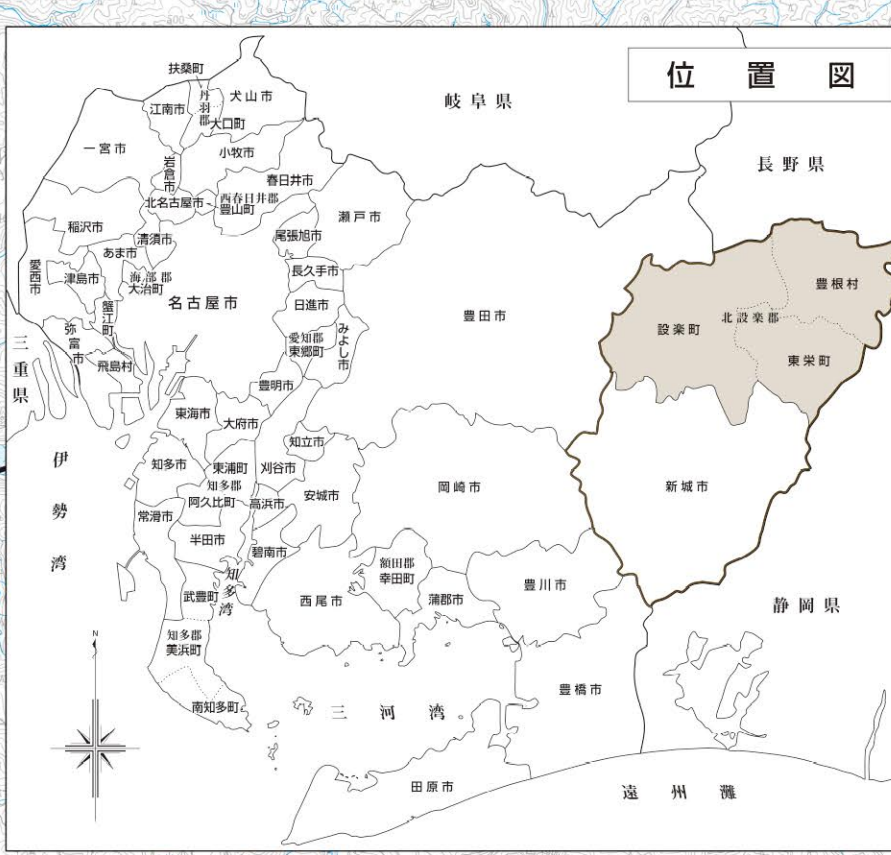 位置図
岐阜県
長野県
扶桑町
丹羽郡
犬山市
江南市
大口町
一宮市
岩倉市
小牧市
春日井市
北名古屋市
西春日井郡
豊山町
瀬戸市
稲沢市
清須市
尾張旭市
あま市
愛西市
津島市
海部郡
大治町
長久手市
蟹江町
名古屋市
日進市
豊田市
設楽町
北設楽郡
豊根村
東栄町
三重県
弥富市
飛島村
愛知郡
東郷町
みよし市
豊明市
東海市
大府市
知立市
伊勢湾
知多市
東浦町
刈谷市
知多郡
阿久比町
高浜市
安城市
岡崎市
新城市
常滑市
半田市
碧南市
知多湾
武豊町
額田郡
幸田町
西尾市
蒲郡市
豊川市
静岡県
N
知多郡
美浜町
南知多町
三河湾
豊橋市
田原市
遠州灘